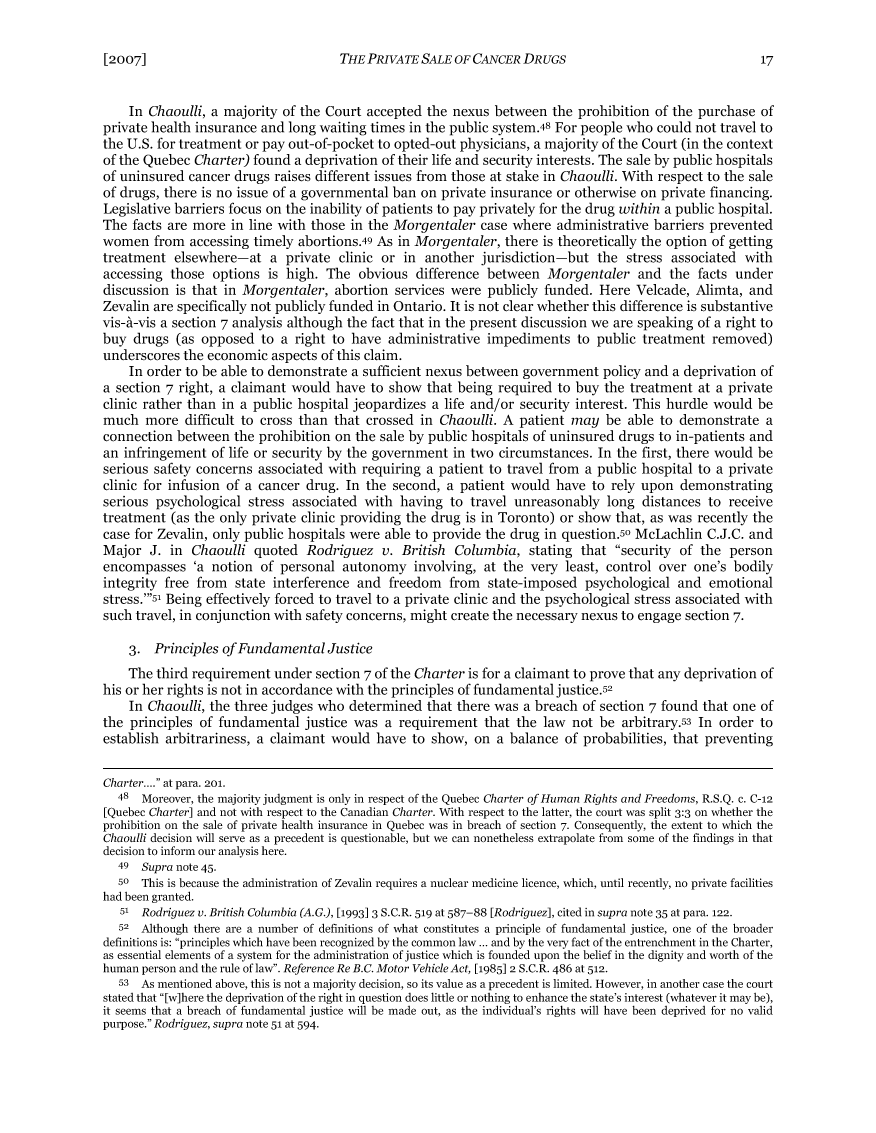 [2007] THE PRIVATE SALE OF CANCER DRUGS 17
In Chaoulli, a majority of the Court accepted the nexus between the prohibition of the purchase of
private health insurance and long waiting times in the public system.48 For people who could not travel to
the U.S. for treatment or pay out-of-pocket to opted-out physicians, a majority of the Court (in the context
of the Quebec Charter) found a deprivation of their life and security interests. The sale by public hospitals
of uninsured cancer drugs raises different issues from those at stake in Chaoulli. With respect to the sale
of drugs, there is no issue of a governmental ban on private insurance or otherwise on private financing.
Legislative barriers focus on the inability of patients to pay privately for the drug within a public hospital.
The facts are more in line with those in the Morgentaler case where administrative barriers prevented
women from accessing timely abortions.49 As in Morgentaler, there is theoretically the option of getting
treatment elsewhere—at a private clinic or in another jurisdiction—but the stress associated with
accessing those options is high. The obvious difference between Morgentaler and the facts under
discussion is that in Morgentaler, abortion services were publicly funded. Here Velcade, Alimta, and
Zevalin are specifically not publicly funded in Ontario. It is not clear whether this difference is substantive
vis-à-vis a section 7 analysis although the fact that in the present discussion we are speaking of a right to
buy drugs (as opposed to a right to have administrative impediments to public treatment removed)
underscores the economic aspects of this claim.
In order to be able to demonstrate a sufficient nexus between government policy and a deprivation of
a section 7 right, a claimant would have to show that being required to buy the treatment at a private
clinic rather than in a public hospital jeopardizes a life and/or security interest. This hurdle would be
much more difficult to cross than that crossed in Chaoulli. A patient may be able to demonstrate a
connection between the prohibition on the sale by public hospitals of uninsured drugs to in-patients and
an infringement of life or security by the government in two circumstances. In the first, there would be
serious safety concerns associated with requiring a patient to travel from a public hospital to a private
clinic for infusion of a cancer drug. In the second, a patient would have to rely upon demonstrating
serious psychological stress associated with having to travel unreasonably long distances to receive
treatment (as the only private clinic providing the drug is in Toronto) or show that, as was recently the
case for Zevalin, only public hospitals were able to provide the drug in question.50 McLachlin C.J.C. and
Major J. in Chaoulli quoted Rodriguez v. British Columbia, stating that “security of the person
encompasses ‘a notion of personal autonomy involving, at the very least, control over one’s bodily
integrity free from state interference and freedom from state-imposed psychological and emotional
stress.’”51 Being effectively forced to travel to a private clinic and the psychological stress associated with
such travel, in conjunction with safety concerns, might create the necessary nexus to engage section 7.
3. Principles of Fundamental Justice
The third requirement under section 7 of the Charter is for a claimant to prove that any deprivation of
his or her rights is not in accordance with the principles of fundamental justice.52
In Chaoulli, the three judges who determined that there was a breach of section 7 found that one of
the principles of fundamental justice was a requirement that the law not be arbitrary.53 In order to
establish arbitrariness, a claimant would have to show, on a balance of probabilities, that preventing
Charter....” at para. 201.
48 Moreover, the majority judgment is only in respect of the Quebec Charter of Human Rights and Freedoms, R.S.Q. c. C-12
[Quebec Charter] and not with respect to the Canadian Charter. With respect to the latter, the court was split 3:3 on whether the
prohibition on the sale of private health insurance in Quebec was in breach of section 7. Consequently, the extent to which the
Chaoulli decision will serve as a precedent is questionable, but we can nonetheless extrapolate from some of the findings in that
decision to inform our analysis here.
49 Supra note 45.
50 This is because the administration of Zevalin requires a nuclear medicine licence, which, until recently, no private facilities
had been granted.
51 Rodriguez v. British Columbia (A.G.), [1993] 3 S.C.R. 519 at 587–88 [Rodriguez], cited in supra note 35 at para. 122.
52 Although there are a number of definitions of what constitutes a principle of fundamental justice, one of the broader
definitions is: “principles which have been recognized by the common law ... and by the very fact of the entrenchment in the Charter,
as essential elements of a system for the administration of justice which is founded upon the belief in the dignity and worth of the
human person and the rule of law”. Reference Re B.C. Motor Vehicle Act, [1985] 2 S.C.R. 486 at 512.
53 As mentioned above, this is not a majority decision, so its value as a precedent is limited. However, in another case the court
stated that “[w]here the deprivation of the right in question does little or nothing to enhance the state’s interest (whatever it may be),
it seems that a breach of fundamental justice will be made out, as the individual’s rights will have been deprived for no valid
purpose.” Rodriguez, supra note 51 at 594.